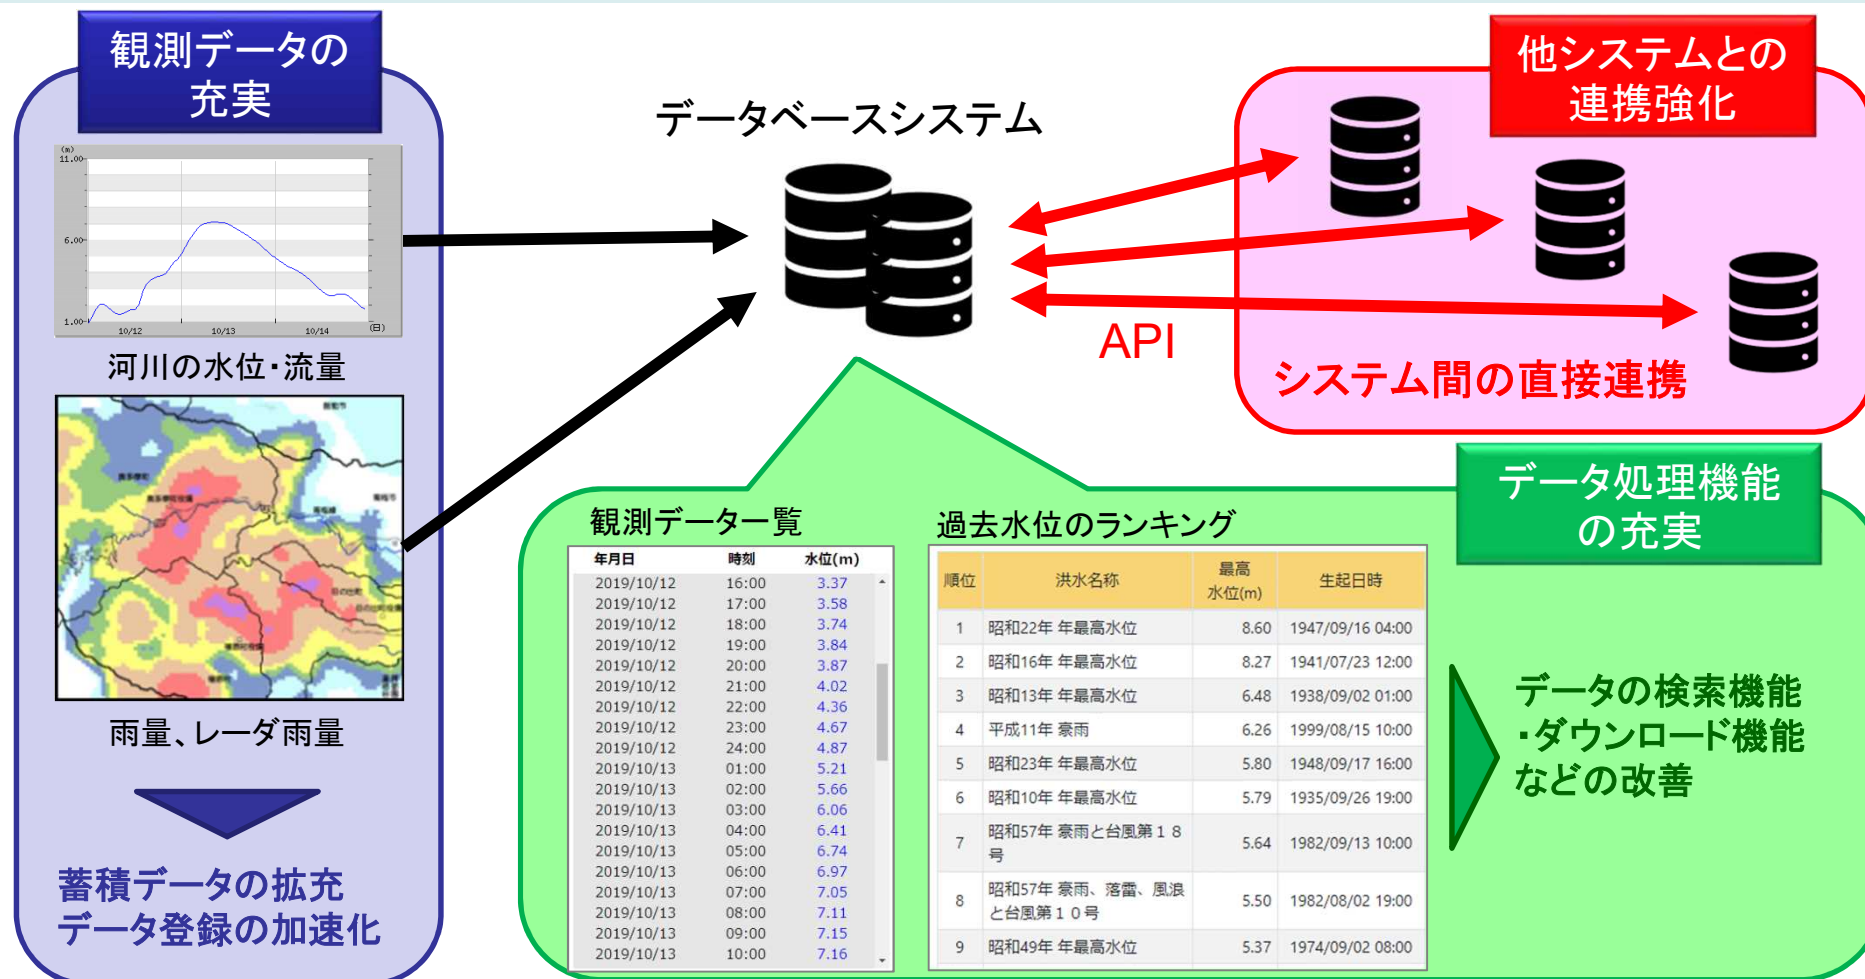 観測データの
充実
(m)
11.00
6.00
1.00
10/12
10/13
10/14
(日)
河川の水位・流量
雨量、レーダ雨量
蓄積データの拡充
データ登録の加速化
データベースシステム
API
他システムとの
連携強化
システム間の直接連携
データ処理機能
の充実
観測データ一覧
年月日 時刻 水位(m)
2019/10/12 16:00 3.37
2019/10/12 17:00 3.58
2019/10/12 18:00 3.74
2019/10/12 19:00 3.84
2019/10/12 20:00 3.87
2019/10/12 21:00 4.02
2019/10/12 22:00 4.36
2019/10/12 23:00 4.67
2019/10/12 24:00 4.87
2019/10/13 01:00 5.21
2019/10/13 02:00 5.66
2019/10/13 03:00 6.06
2019/10/13 04:00 6.41
2019/10/13 05:00 6.74
2019/10/13 06:00 6.97
2019/10/13 07:00 7.05
2019/10/13 08:00 7.11
2019/10/13 09:00 7.15
2019/10/13 10:00 7.16
過去水位のランキング
順位 洪水名称 最高 生起日時
水位(m)
1 昭和22年 年最高水位 8.60 1947/09/16 04:00
2 昭和16年 年最高水位 8.27 1941/07/23 12:00
3 昭和13年 年最高水位 6.48 1938/09/02 01:00
4 平成11年 豪雨 6.26 1999/08/15 10:00
5 昭和23年 年最高水位 5.80 1948/09/17 16:00
6 昭和10年 年最高水位 5.79 1935/09/26 19:00
7 昭和57年 豪雨と台風第１８ 5.64 1982/09/13 10:00
号
8 昭和57年 豪雨、落雷、風浪 5.50 1982/08/02 19:00
と台風第１０号
9 昭和49年 年最高水位 5.37 1974/09/02 08:00
データの検索機能
・ダウンロード機能
などの改善